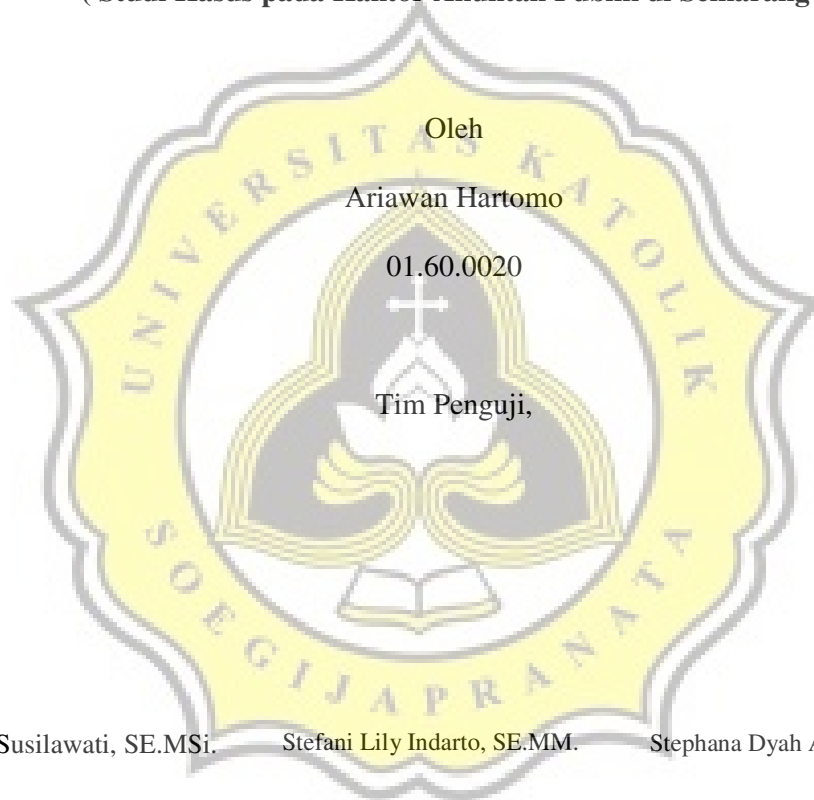 ( Studi Kasus pada Kantor Akuntan Publik di Semarang
Oleh
Ariawan Hartomo
01.60.0020
Tim Penguji,
UNIVERSITAS KATOLIK
SOEGIJAPRANATA
Susilawati, SE.MSi. Stefani Lily Indarto, SE.MM. Stephana Dyah A